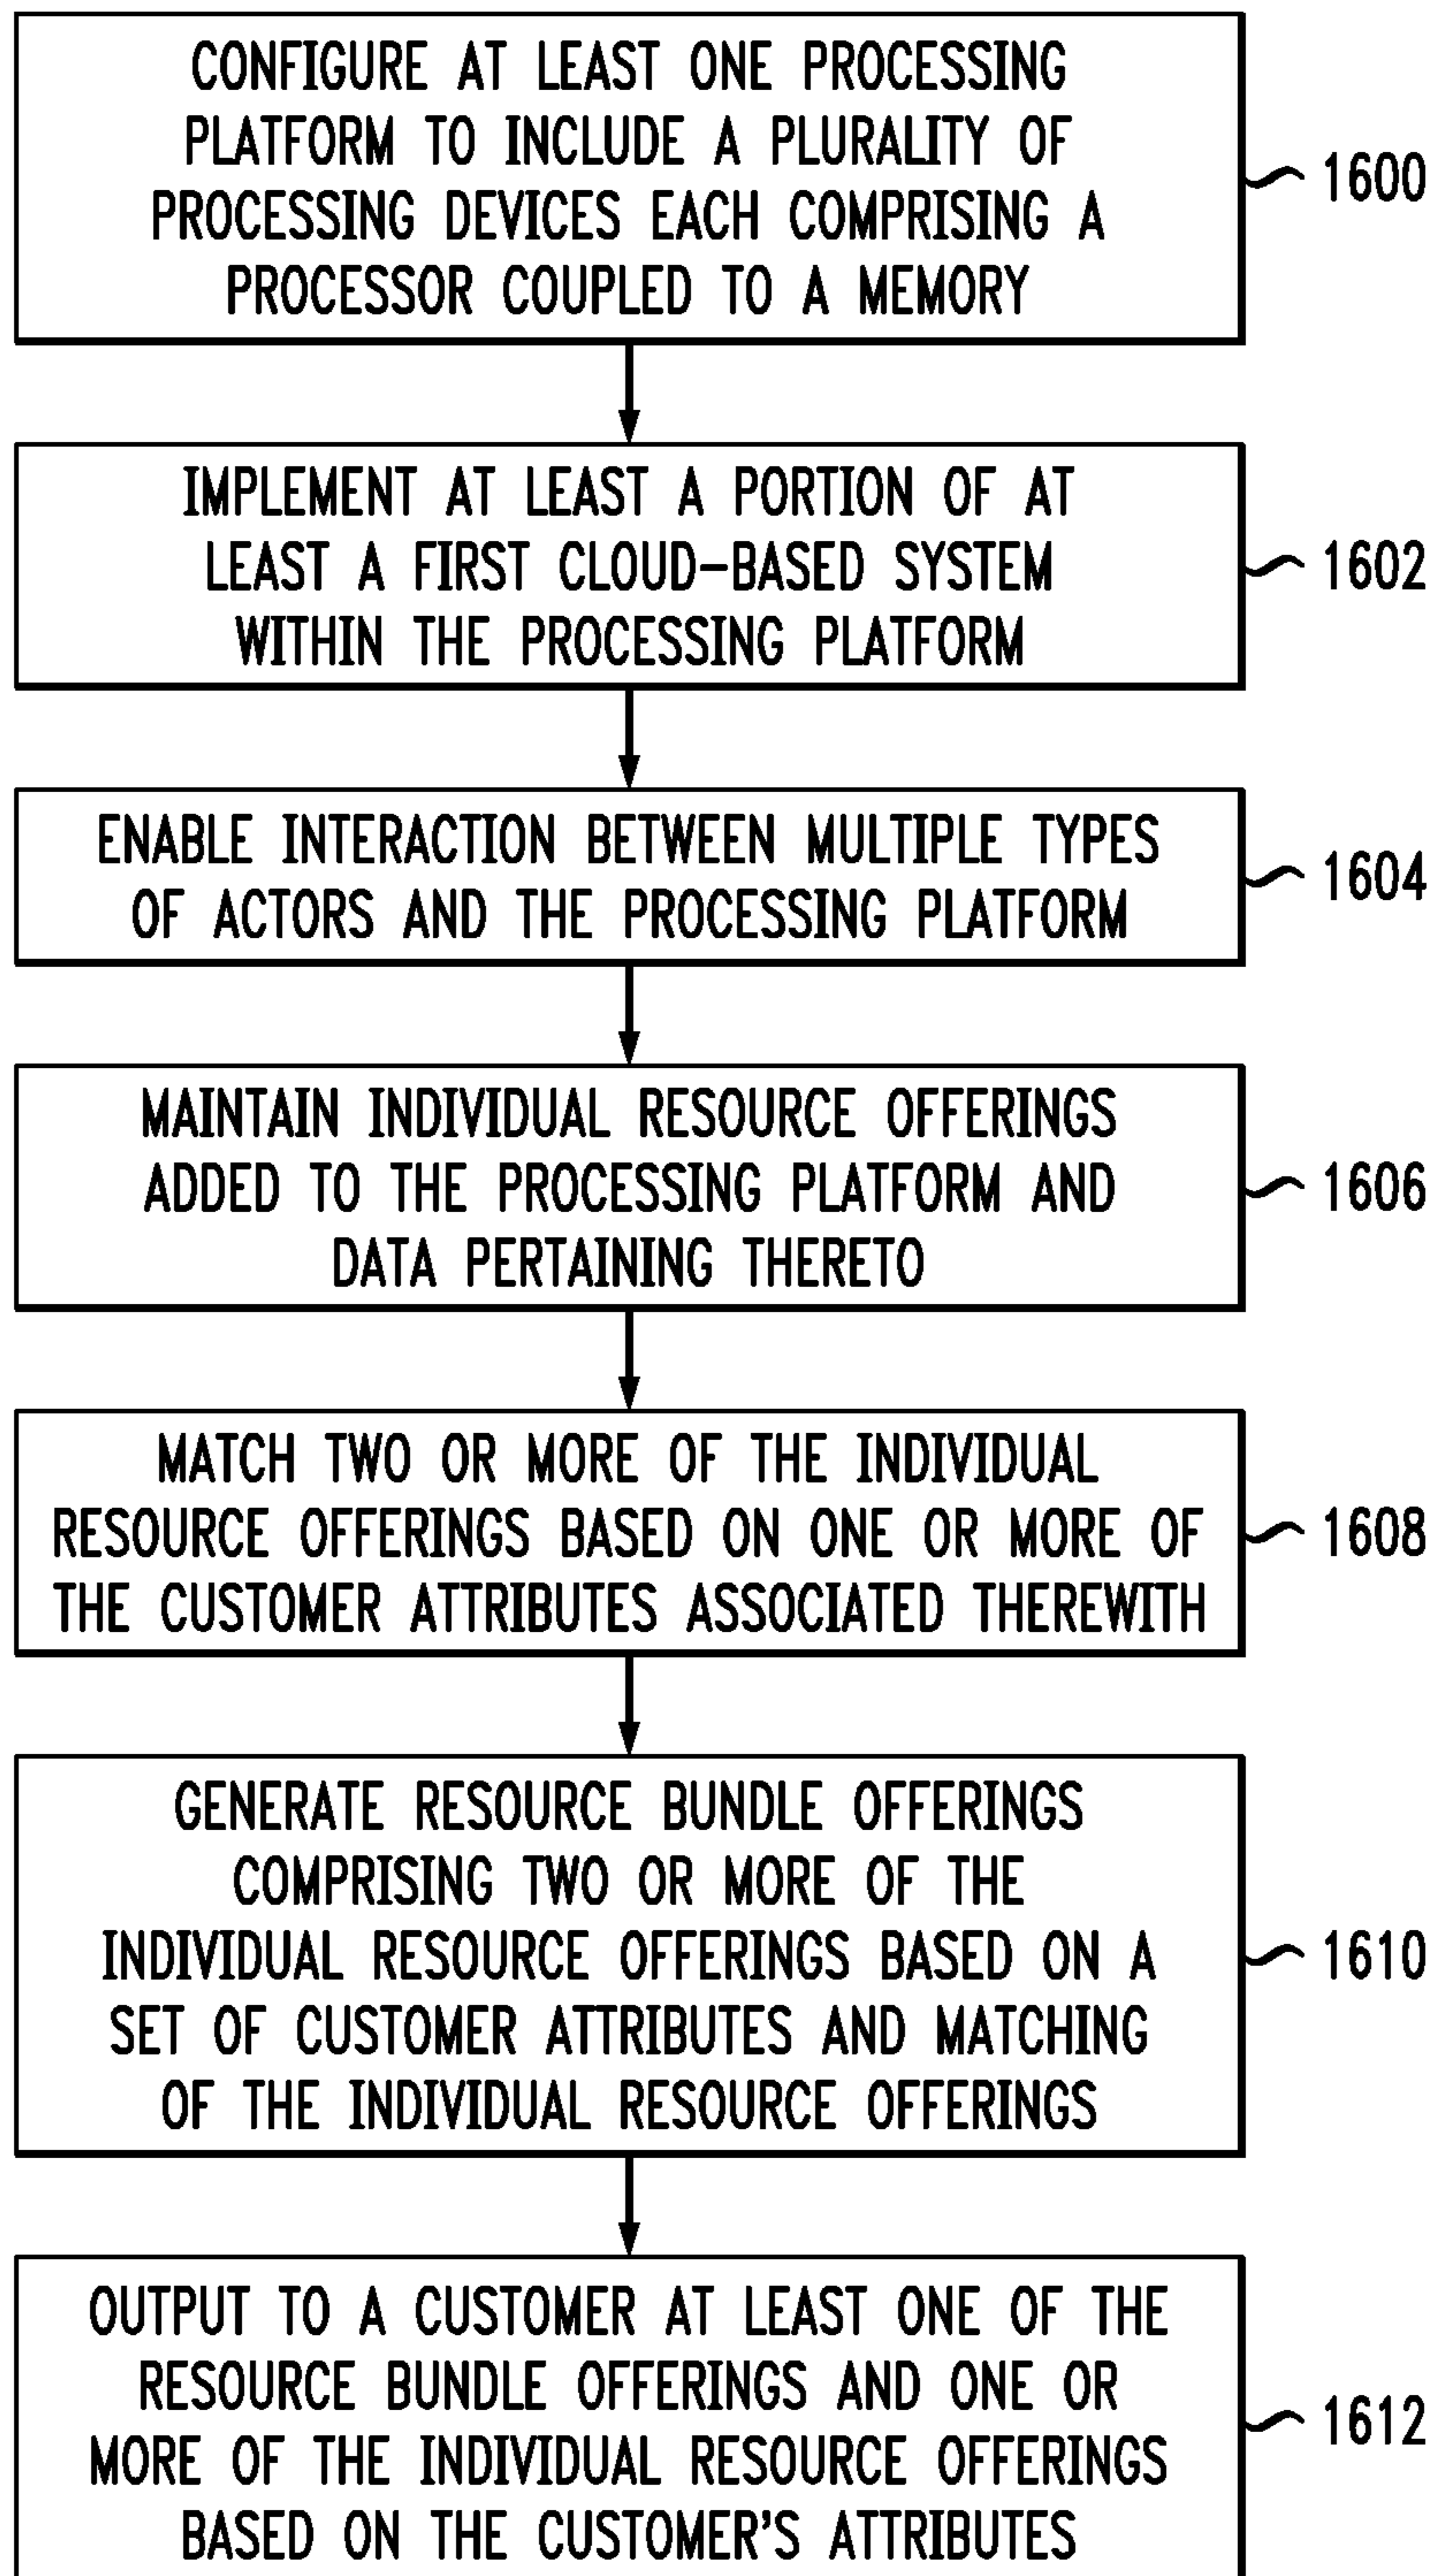 CONFIGURE AT LEAST ONE PROCESSING
PLATFORM TO INCLUDE A PLURALITY OF
PROCESSING DEVICES EACH COMPRISING A
PROCESSOR COUPLED TO A MEMORY
1600
IMPLEMENT AT LEAST A PORTION OF AT
LEAST A FIRST CLOUD-BASED SYSTEM
WITHIN THE PROCESSING PLATFORM
1602
ENABLE INTERACTION BETWEEN MULTIPLE TYPES
OF ACTORS AND THE PROCESSING PLATFORM
1604
MAINTAIN INDIVIDUAL RESOURCE OFFERINGS
ADDED TO THE PROCESSING PLATFORM AND
DATA PERTAINING THERETO
1606
MATCH TWO OR MORE OF THE INDIVIDUAL
RESOURCE OFFERINGS BASED ON ONE OR MORE OF
THE CUSTOMER ATTRIBUTES ASSOCIATED THEREWITH
1608
GENERATE RESOURCE BUNDLE OFFERINGS
COMPRISING TWO OR MORE OF THE
INDIVIDUAL RESOURCE OFFERINGS BASED ON A
SET OF CUSTOMER ATTRIBUTES AND MATCHING
OF THE INDIVIDUAL RESOURCE OFFERINGS
1610
OUTPUT TO A CUSTOMER AT LEAST ONE OF THE
RESOURCE BUNDLE OFFERINGS AND ONE OR
MORE OF THE INDIVIDUAL RESOURCE OFFERINGS
BASED ON THE CUSTOMER'S ATTRIBUTES
1612